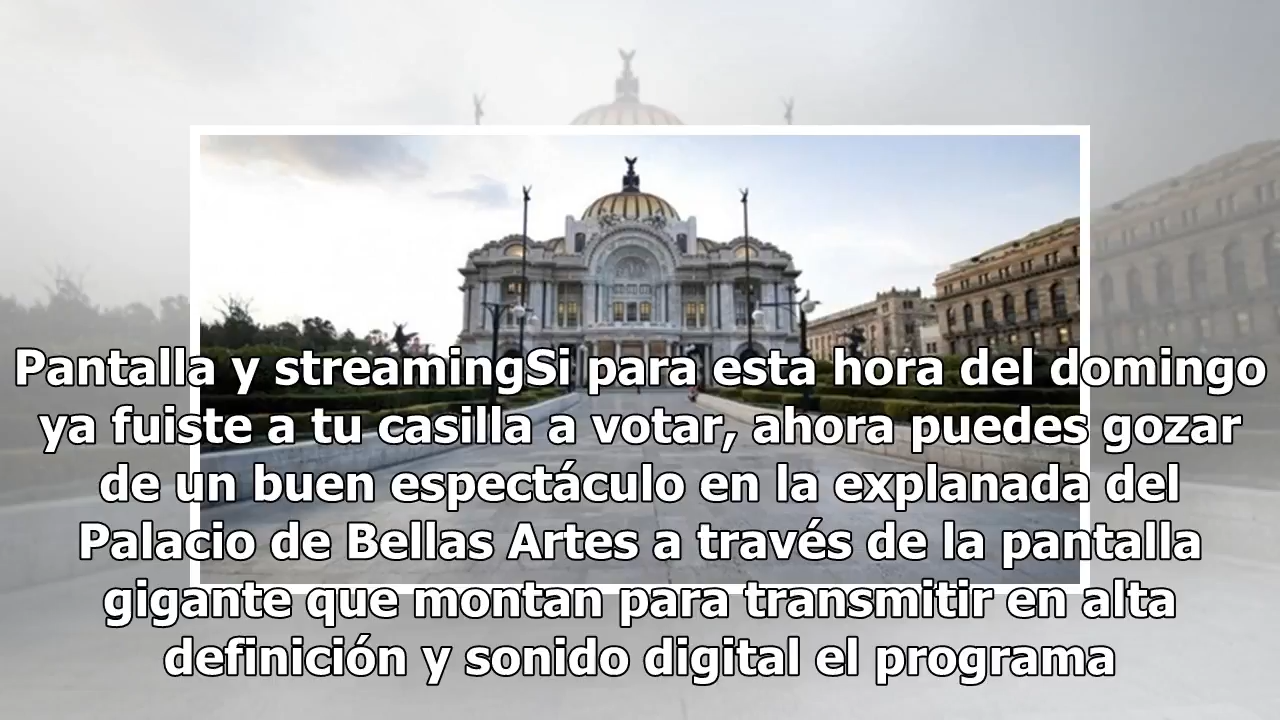 Pantalla y streamingSi para esta hora del domingo
ya fuiste a tu casilla a votar, ahora puedes gozar
de un buen espectáculo en la explanada del
Palacio de Bellas Artes a través de la pantalla
gigante que montan para transmitir en alta
definición y sonido digital el programa